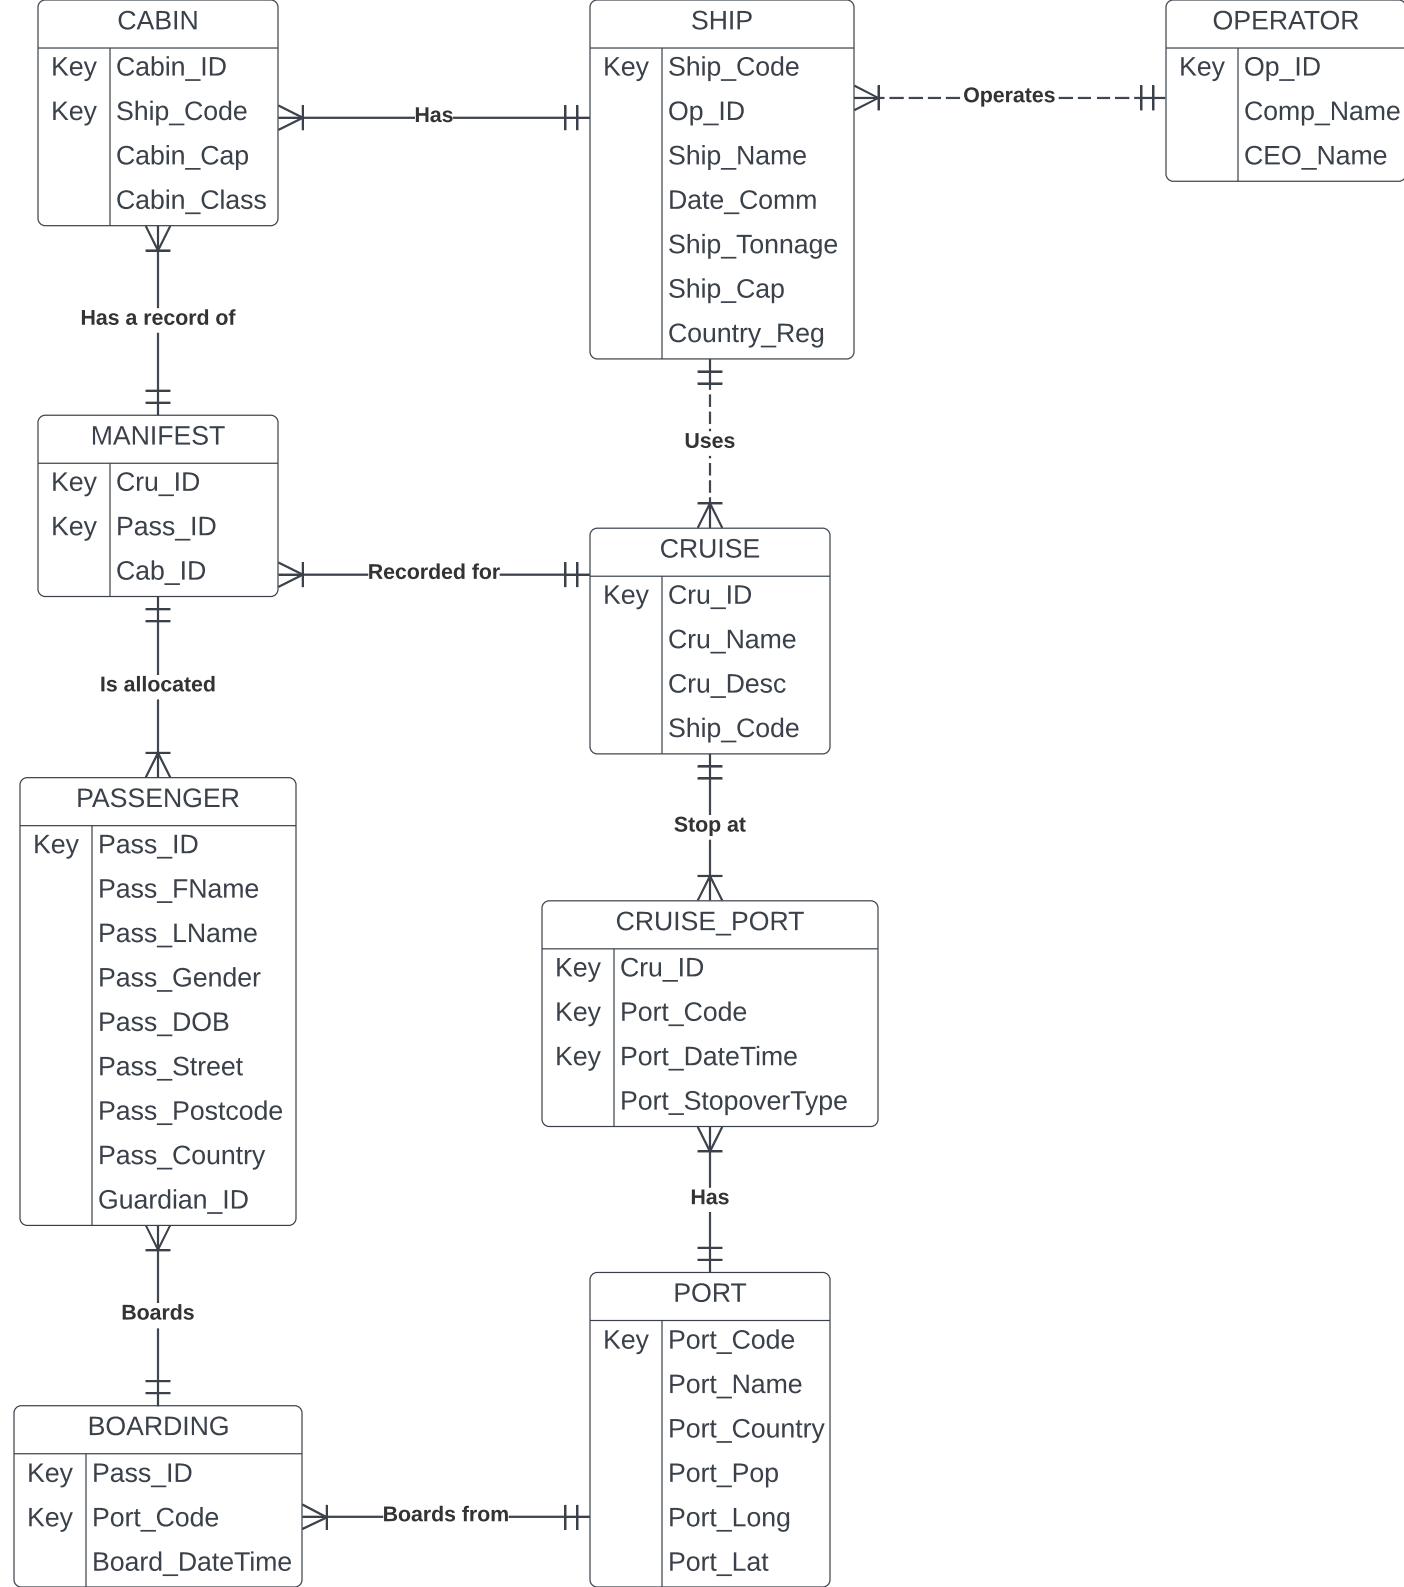 CABIN
Key Cabin_ID
Key Ship_Code
Cabin_Cap
Cabin_Class
Has
SHIP
Key Ship_Code
Op_ID
Ship_Name
Date_Comm
Ship_Tonnage
Ship_Cap
Country_Reg
Operates
OPERATOR
Key Op_ID
Comp_Name
CEO_Name
Has a record of
Uses
MANIFEST
Key Cru_ID
Key Pass_ID
Cab_ID
Recorded for
CRUISE
Key Cru_ID
Cru_Name
Cru_Desc
Ship_Code
Is allocated
Stop at
PASSENGER
Key Pass_ID
Pass_FName
Pass_LName
Pass_Gender
Pass_DOB
Pass_Street
Pass_Postcode
Pass_Country
Guardian_ID
CRUISE_PORT
Key Cru_ID
Key Port_Code
Key Port_DateTime
Port_StopoverType
Has
Boards
BOARDING
Key Pass_ID
Key Port_Code
Board_DateTime
Boards from
PORT
Key Port_Code
Port_Name
Port_Country
Port_Pop
Port_Long
Port_Lat